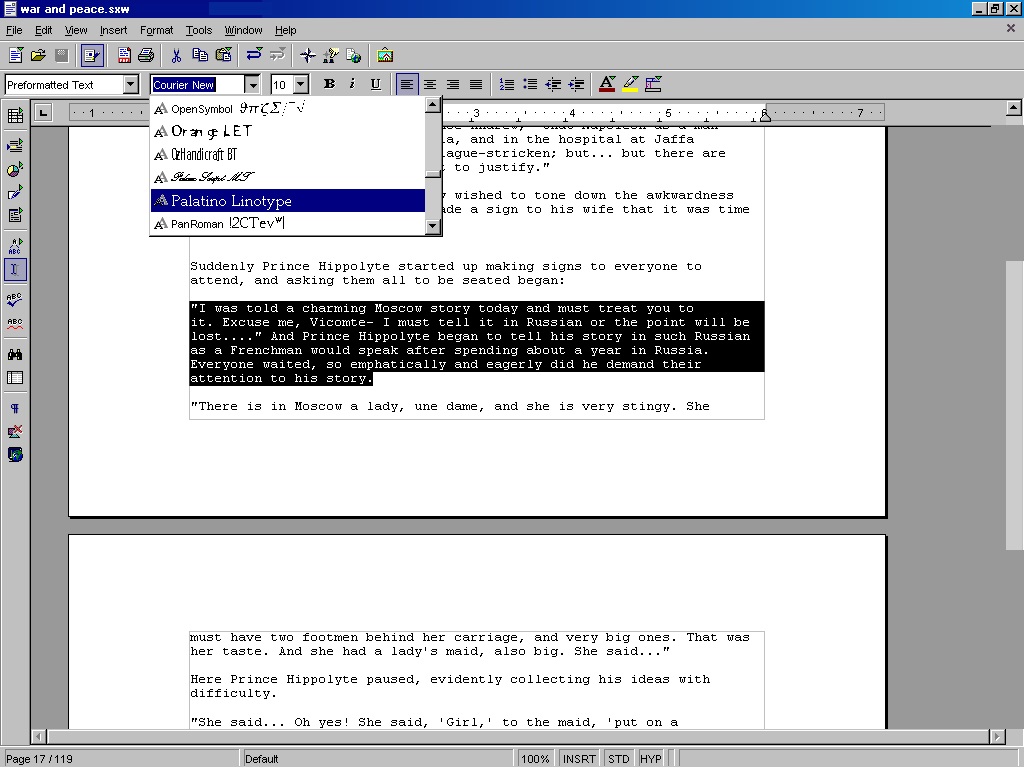 war and peace.sxw
File Edit View Insert Format Tools Window Help
Preformatted Text Courier New 10 B i U A
1 3 4 5 6 7
OpenSymbol
Orange LET
OzHandicraft BT
Palace Script MT
Palatino Linotype
PanRoman
Andrew,
la, and in the hospital at Jaffa
lague-stricken; but... but there are
t to justify."
y wished to tone down the awkwardness
ade a sign to his wife that it was time
Suddenly Prince Hippolyte started up making signs to everyone to
attend, and asking them all to be seated began:
"I was told a charming Moscow story today and must treat you to
it. Excuse me, Vicomte- I must tell it in Russian or the point will be
lost...." And Prince Hippolyte began to tell his story in such Russian
as a Frenchman would speak after spending about a year in Russia.
Everyone waited, so emphatically and eagerly did he demand their
attention to his story.
"There is in Moscow a lady, une dame, and she is very stingy. She
must have two footmen behind her carriage, and very big ones. That was
her taste. And she had a lady's maid, also big. She said..."
Here Prince Hippolyte paused, evidently collecting his ideas with
difficulty.
"She said... Oh yes! She said, 'Girl,' to the maid, 'put on a
Page 17 / 119 Default 100% INSRT STD HYP